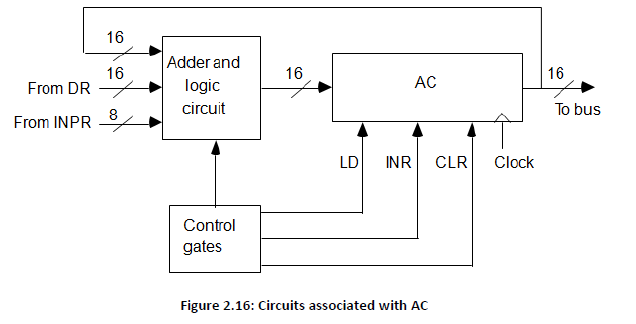 16
Adder and
logic
circuit
16
From DR
From INPR
8
16
AC
16
To bus
LD
INR
CLR
Clock
Control
gates
Figure 2.16: Circuits associated with AC